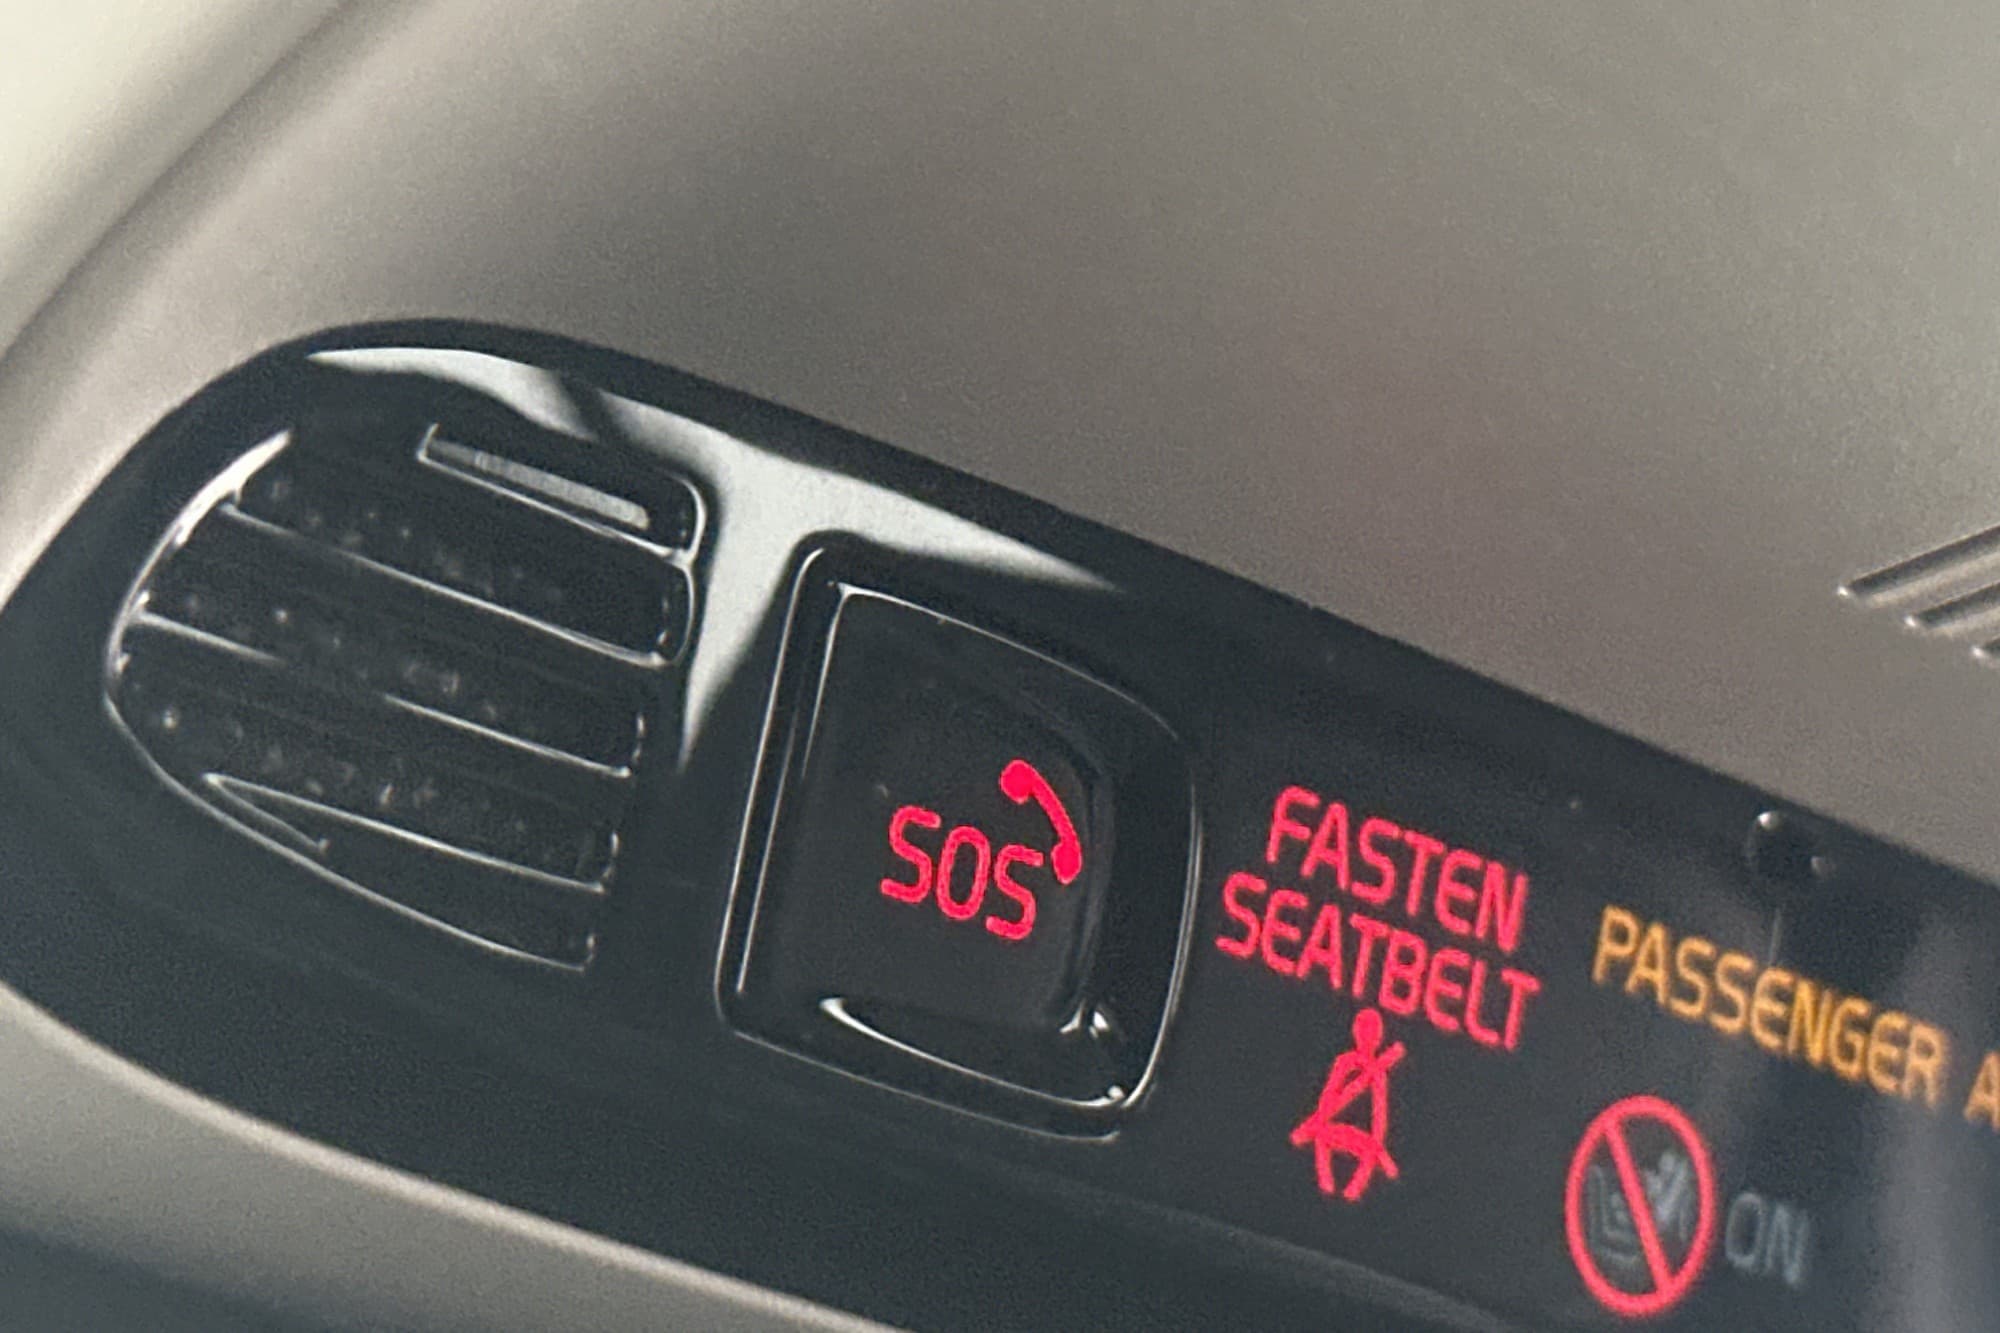 SOS
FASTEN
SEATBELT
PASSENGER A
ON